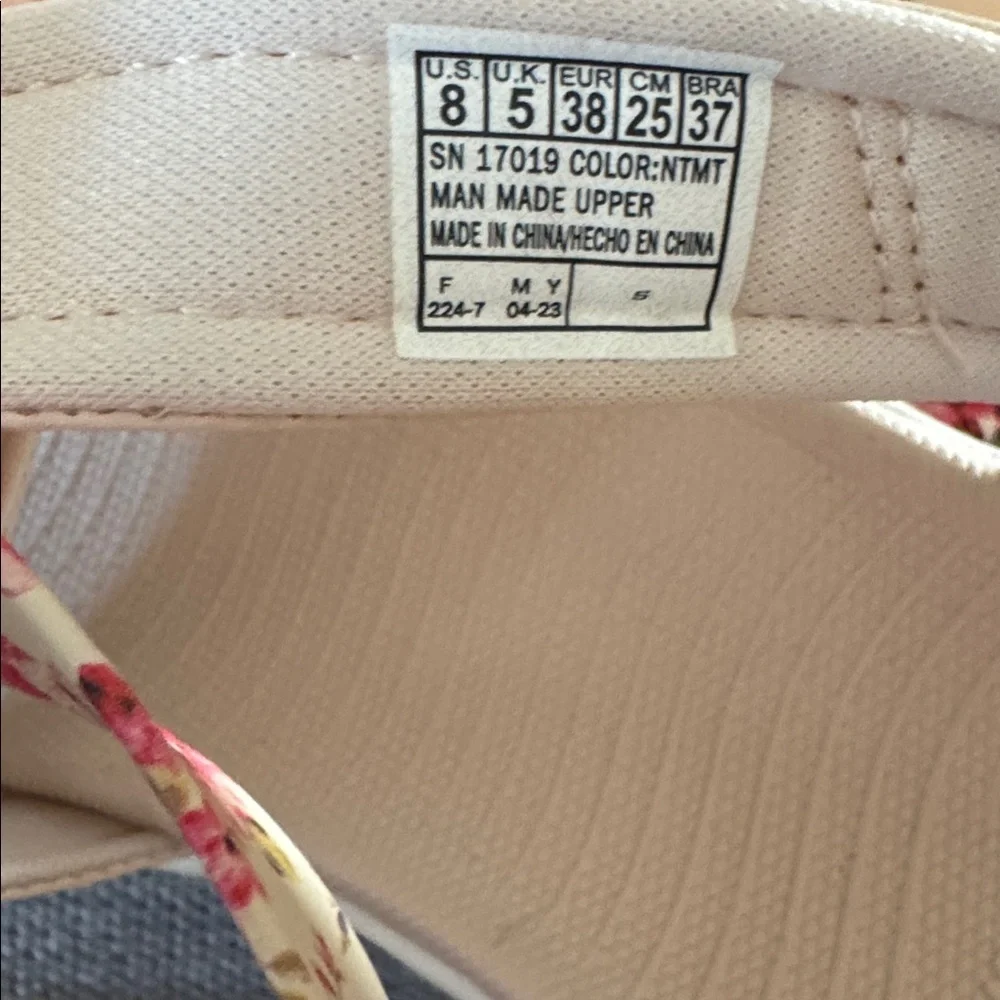 U.S. U.K. EUR CM BRA
8 5 38 25 37
SN 17019 COLOR:NTMT
MAN MADE UPPER
MADE IN CHINA/HECHO EN CHINA
F M Y
224-7 04-23
S